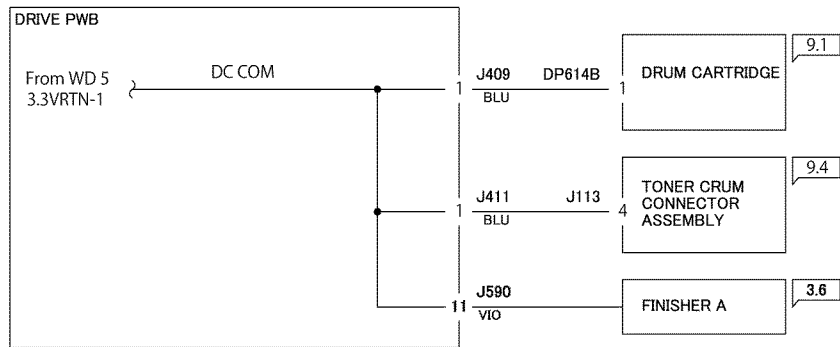 DRIVE PWB
From WD 5
3.3VRTN-1
DC COM
1 J409 BLU DP614B 1
DRUM CARTRIDGE
9.1
1 J411 BLU J113 4
TONER CRUM
CONNECTOR
ASSEMBLY
9.4
11 J590 VIO
FINISHER A
3.6